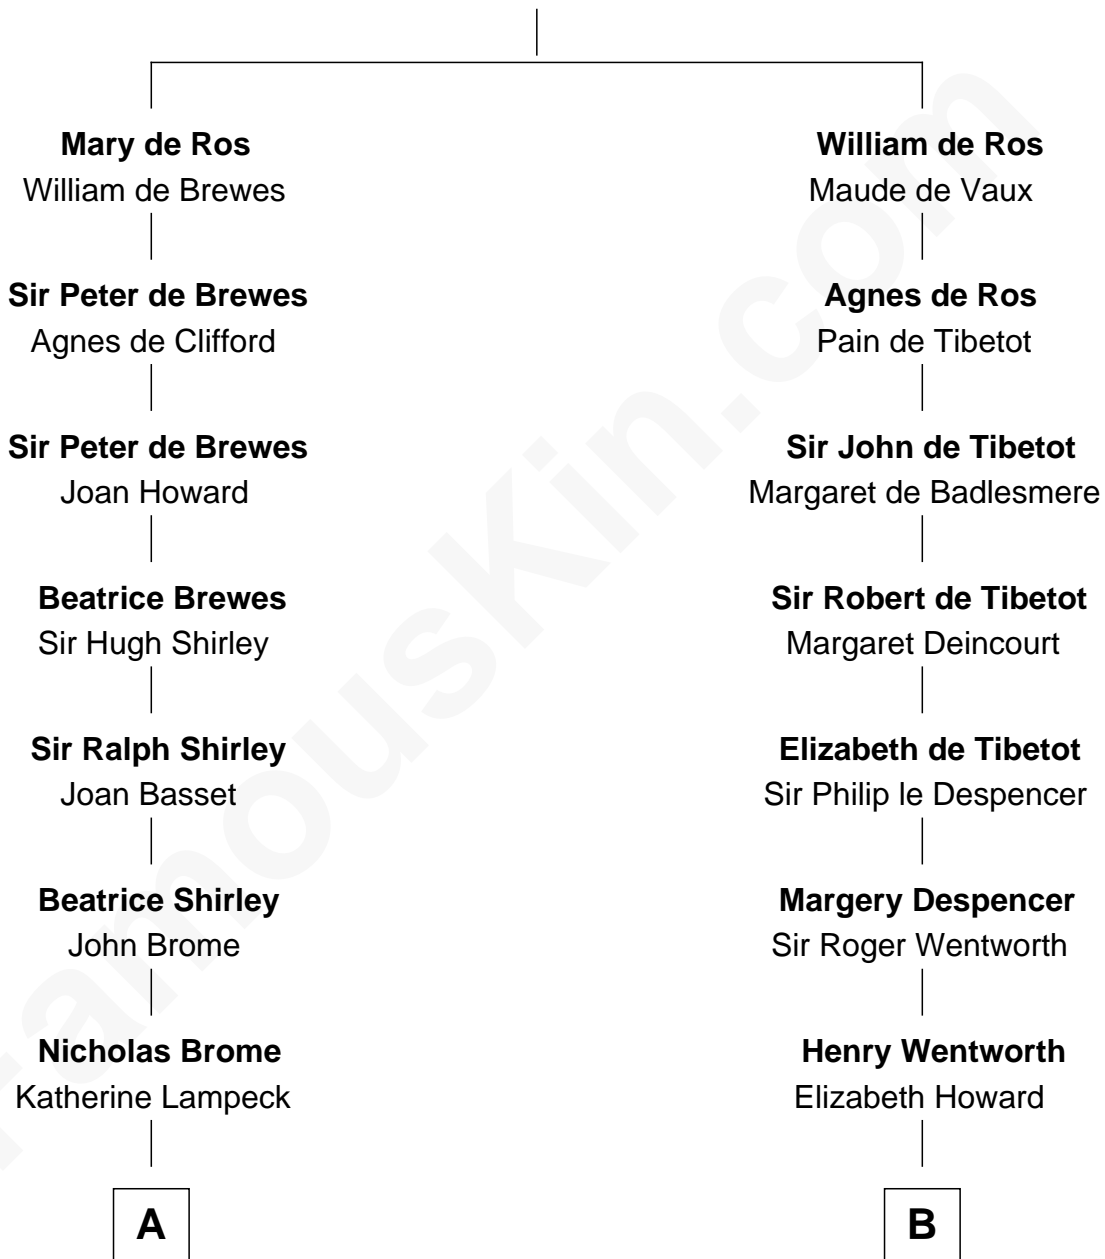 Mary de Ros
William de Brewes
Sir Peter de Brewes
Agnes de Clifford
Sir Peter de Brewes
Joan Howard
Beatrice Brewes
Sir Hugh Shirley
Sir Ralph Shirley
Joan Basset
Beatrice Shirley
John Brome
Nicholas Brome
Katherine Lampeck
A
William de Ros
Maude de Vaux
Agnes de Ros
Pain de Tibetot
Sir John de Tibetot
Margaret de Badlesmere
Sir Robert de Tibetot
Margaret Deincourt
Elizabeth de Tibetot
Sir Philip le Despencer
Margery Despencer
Sir Roger Wentworth
Henry Wentworth
Elizabeth Howard
B
FamousKin.com